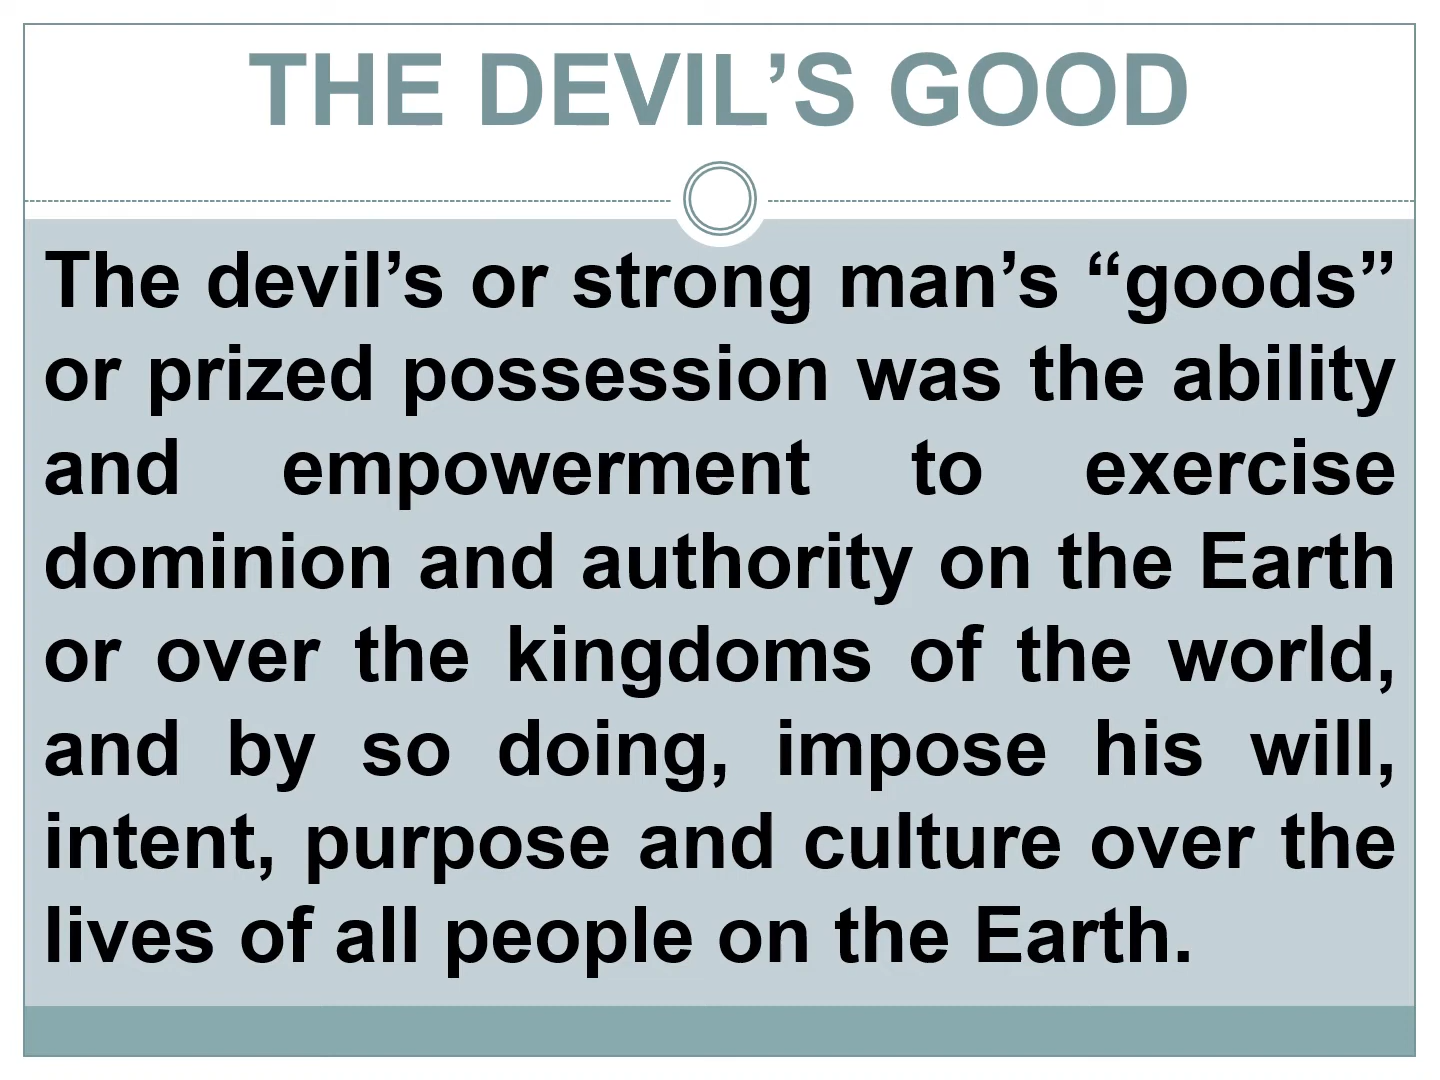 THE DEVIL’S GOOD
The devil’s or strong man’s “goods”
or prized possession was the ability
and empowerment to exercise
dominion and authority on the Earth
or over the kingdoms of the world,
and by so doing, impose his will,
intent, purpose and culture over the
lives of all people on the Earth.